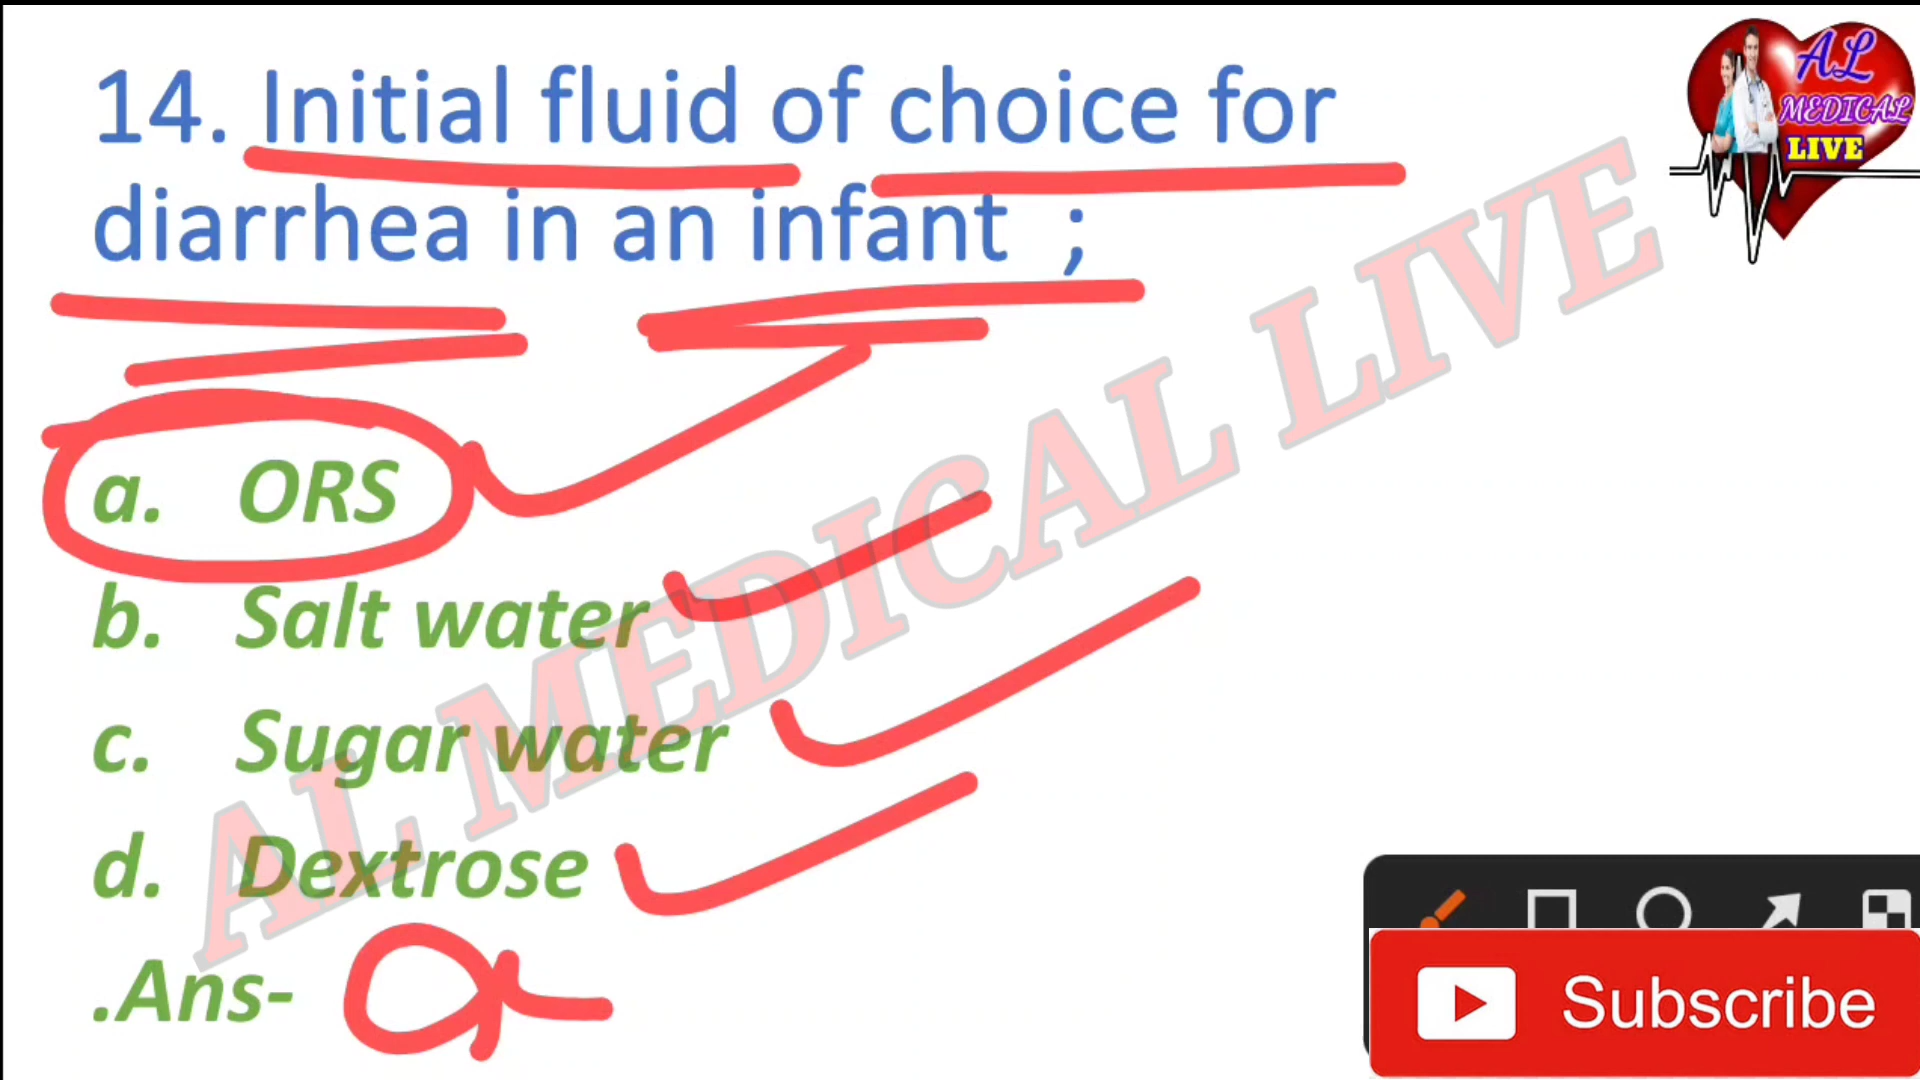 14. Initial fluid of choice for
diarrhea in an infant ;
a. ORS
b. Salt water
c. Sugar water
d. Dextrose
.Ans- a
AL
MEDICAL
LIVE
AL MEDICAL LIVE
Subscribe